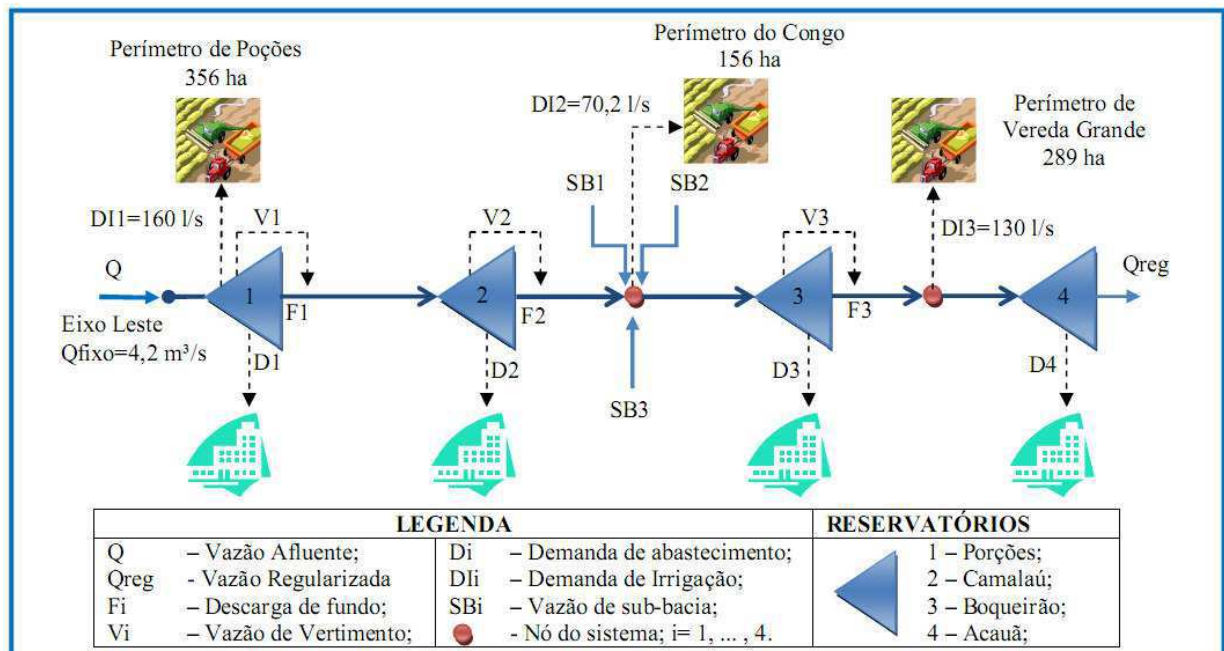 Perímetro de Poções
356 ha
Perímetro do Congo
156 ha
DI2=70,2 l/s
Perímetro de
Vereda Grande
289 ha
SB1
SB2
DI1=160 l/s
V1
V2
V3
DI3=130 l/s
Q
1
2
3
4
Qreg
F1
F2
F3
Eixo Leste
Qfixo=4,2 m³/s
D1
D2
SB3
D3
D4
LEGENDA
Q – Vazão Afluente;
Qreg - Vazão Regularizada
Fi – Descarga de fundo;
Vi – Vazão de Vertimento;
Di – Demanda de abastecimento;
DIi – Demanda de Irrigação;
SBi – Vazão de sub-bacia;
- Nó do sistema; i= 1, ... , 4.
RESERVATÓRIOS
1 – Porções;
2 – Camalaú;
3 – Boqueirão;
4 – Acauã;